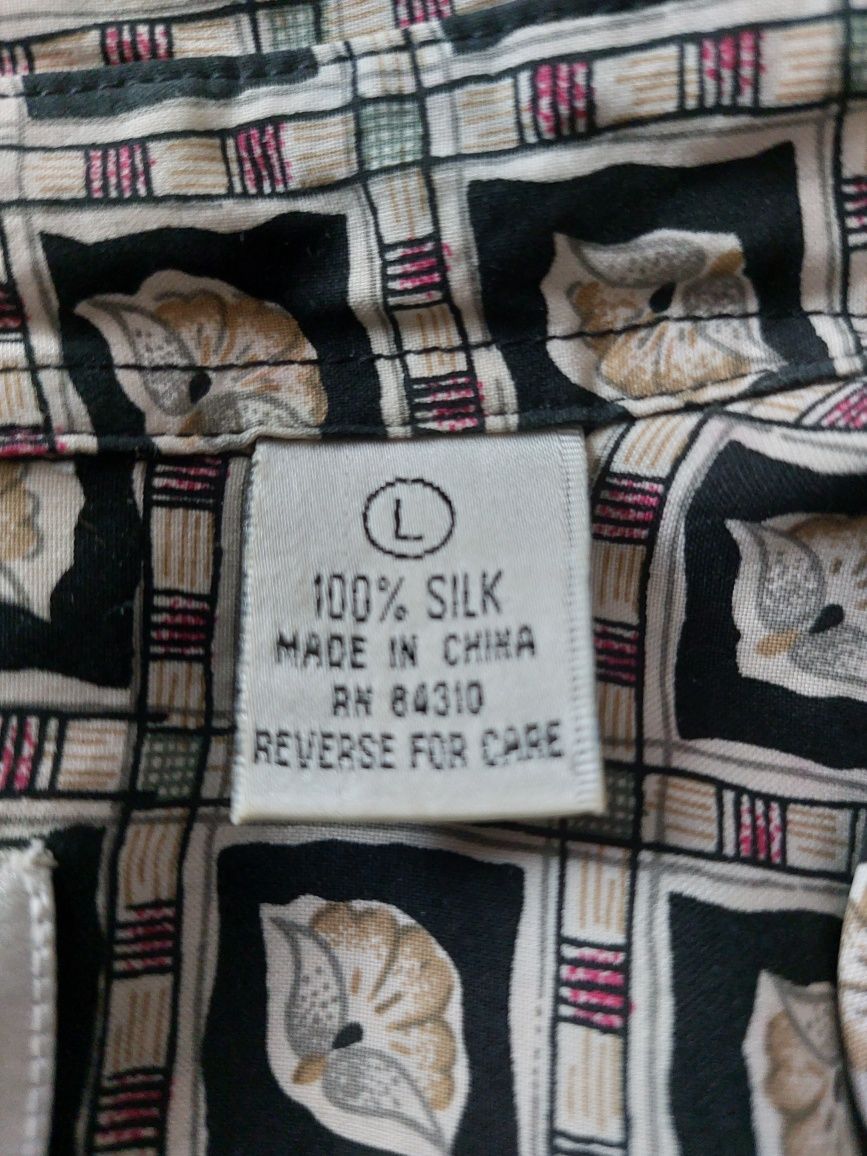 L
100% SILK
MADE IN CHINA
RN 84310
REVERSE FOR CARE